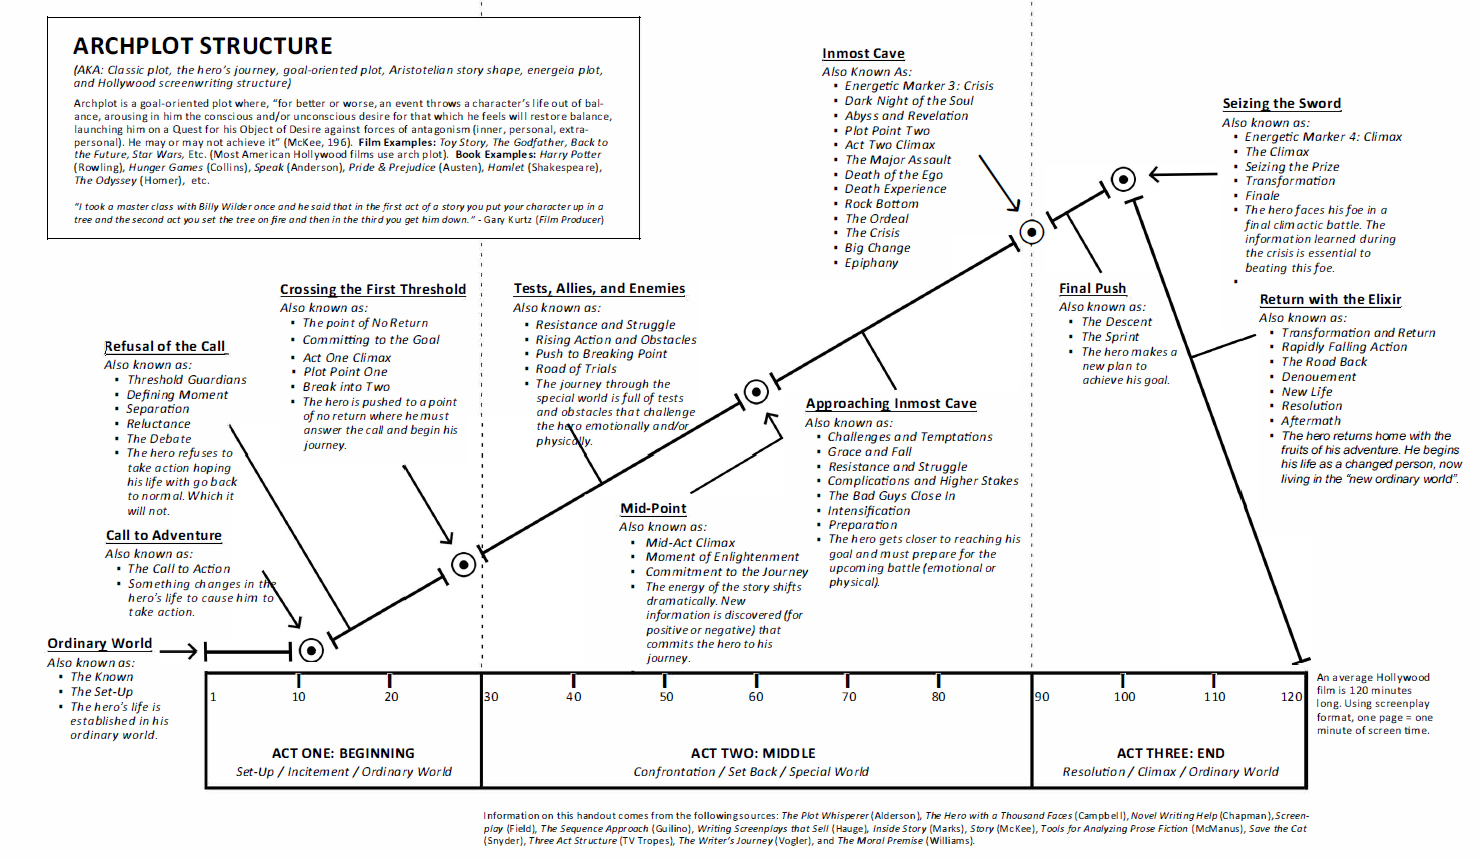 ARCHPLOT STRUCTURE
(AKA: Classic plot, the hero's journey, goal-oriented plot, Aristotelian story shape, energeia plot,
and Hollywood screenwriting structure)
Archplot is a goal-oriented plot where, "for better or worse, an event throws a character's life out of bal-
ance, arousing in him the conscious and/or unconscious desire for that which he feels will restore balance,
launching him on a Quest for his Object of Desire against forces of antagonism (inner, personal, extra-
personal). He may or may not achieve it" (McKee, 196). Film Examples: Toy Story, The Godfather, Back to
the Future, Star Wars, Etc. (Most American Hollywood films use arch plot). Book Examples: Harry Potter
(Rowling), Hunger Games (Collins), Speak (Anderson), Pride & Prejudice (Austen), Hamlet (Shakespeare),
The Odyssey (Homer), etc.
"I took a master class with Billy Wilder once and he said that in the first act of a story you put your character up in a
tree and the second act you set the tree on fire and then in the third you get him down." - Gary Kurtz (Film Producer)
Ordinary World
Also known as:
▪ The Known
▪ The Set-Up
▪ The hero's life is
established in his
ordinary world.
Call to Adventure
Also known as:
▪ The Call to Action
▪ Something changes in the
hero's life to cause him to
take action.
Refusal of the Call
Also known as:
▪ Threshold Guardians
▪ Defining Moment
▪ Separation
▪ Reluctance
▪ The Debate
▪ The hero refuses to
take action hoping
his life with go back
to normal. Which it
will not.
Crossing the First Threshold
Also known as:
▪ The point of No Return
▪ Committing to the Goal
▪ Act One Climax
▪ Plot Point One
▪ Break into Two
▪ The hero is pushed to a point
of no return where he must
answer the call and begin his
journey.
Tests, Allies, and Enemies
Also known as:
▪ Resistance and Struggle
▪ Rising Action and Obstacles
▪ Push to Breaking Point
▪ Road of Trials
▪ The journey through the
special world is full of tests
and obstacles that challenge
the hero emotionally and/or
physically.
Mid-Point
Also known as:
▪ Mid-Act Climax
▪ Moment of Enlightenment
▪ Commitment to the Journey
▪ The energy of the story shifts
dramatically. New
information is discovered (for
positive or negative) that
commits the hero to his
journey.
Approaching Inmost Cave
Also known as:
▪ Challenges and Temptations
▪ Grace and Fall
▪ Resistance and Struggle
▪ Complications and Higher Stakes
▪ The Bad Guys Close In
▪ Intensification
▪ Preparation
▪ The hero gets closer to reaching his
goal and must prepare for the
upcoming battle (emotional or
physical).
Inmost Cave
Also Known As:
▪ Energetic Marker 3: Crisis
▪ Dark Night of the Soul
▪ Abyss and Revelation
▪ Plot Point Two
▪ Act Two Climax
▪ The Major Assault
▪ Death of the Ego
▪ Death Experience
▪ Rock Bottom
▪ The Ordeal
▪ The Crisis
▪ Big Change
▪ Epiphany
Final Push
Also known as:
▪ The Descent
▪ The Sprint
▪ The hero makes a
new plan to
achieve his goal.
Seizing the Sword
Also known as:
▪ Energetic Marker 4: Climax
▪ The Climax
▪ Seizing the Prize
▪ Transformation
▪ Finale
▪ The hero faces his foe in a
final climactic battle. The
information learned during
the crisis is essential to
beating this foe.
▪
Return with the Elixir
Also known as:
▪ Transformation and Return
▪ Rapidly Falling Action
▪ The Road Back
▪ Denouement
▪ New Life
▪ Resolution
▪ Aftermath
▪ The hero returns home with the
fruits of his adventure. He begins
his life as a changed person, now
living in the "new ordinary world".
1 10 20 30 40 50 60 70 80 90 100 110 120
ACT ONE: BEGINNING
Set-Up / Incitement / Ordinary World
ACT TWO: MIDDLE
Confrontation / Set Back / Special World
ACT THREE: END
Resolution / Climax / Ordinary World
An average Hollywood
film is 120 minutes
long. Using screenplay
format, one page = one
minute of screen time.
Information on this handout comes from the following sources: The Plot Whisperer (Alderson), The Hero with a Thousand Faces (Campbell), Novel Writing Help (Chapman), Screen-
play (Field), The Sequence Approach (Guilino), Writing Screenplays that Sell (Hauge), Inside Story (Marks), Story (McKee), Tools for Analyzing Prose Fiction (McManus), Save the Cat
(Snyder), Three Act Structure (TV Tropes), The Writer's Journey (Vogler), and The Moral Premise (Williams).